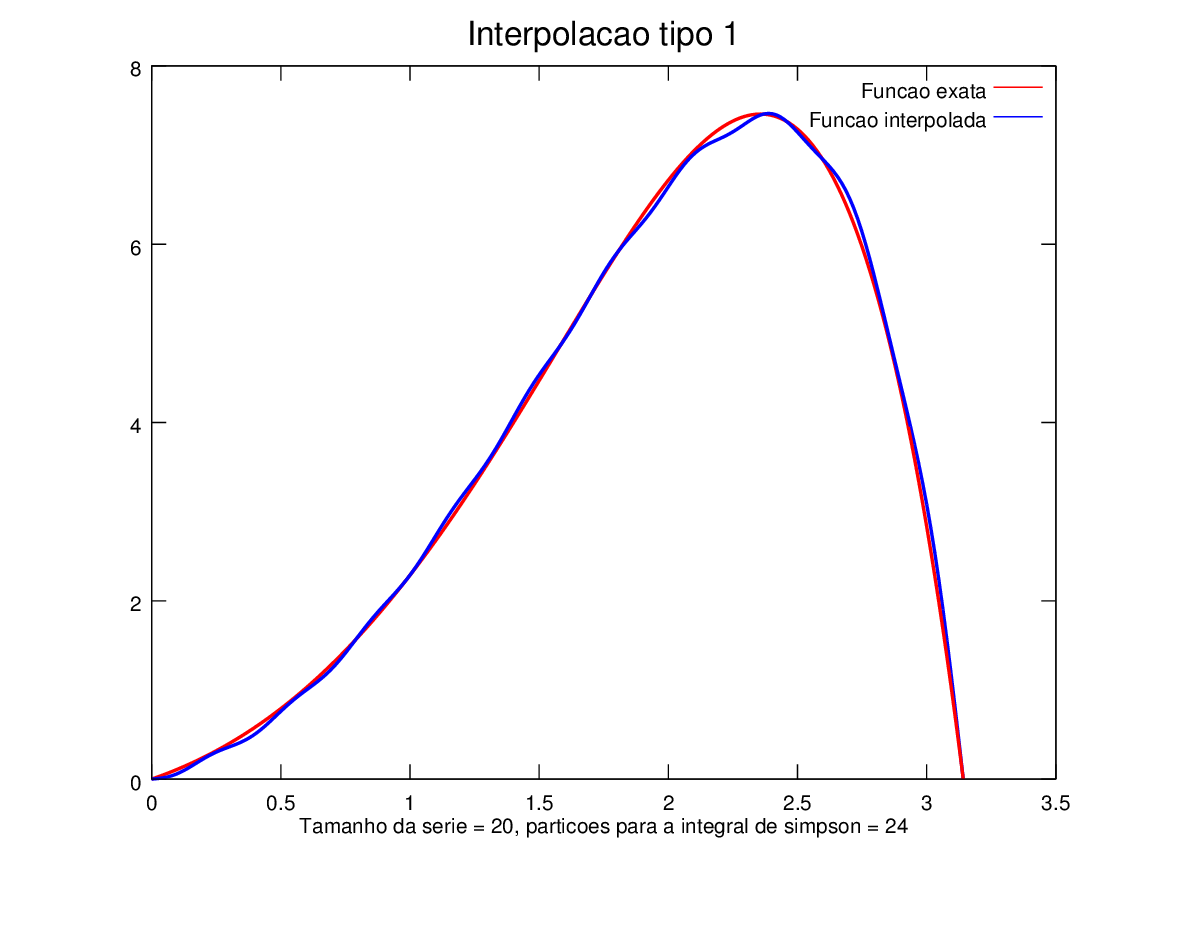 Interpolacao tipo 1
8
Funcao exata
Funcao interpolada
6
4
2
0
0 0.5 1 1.5 2 2.5 3 3.5
Tamanho da serie = 20, particoes para a integral de simpson = 24